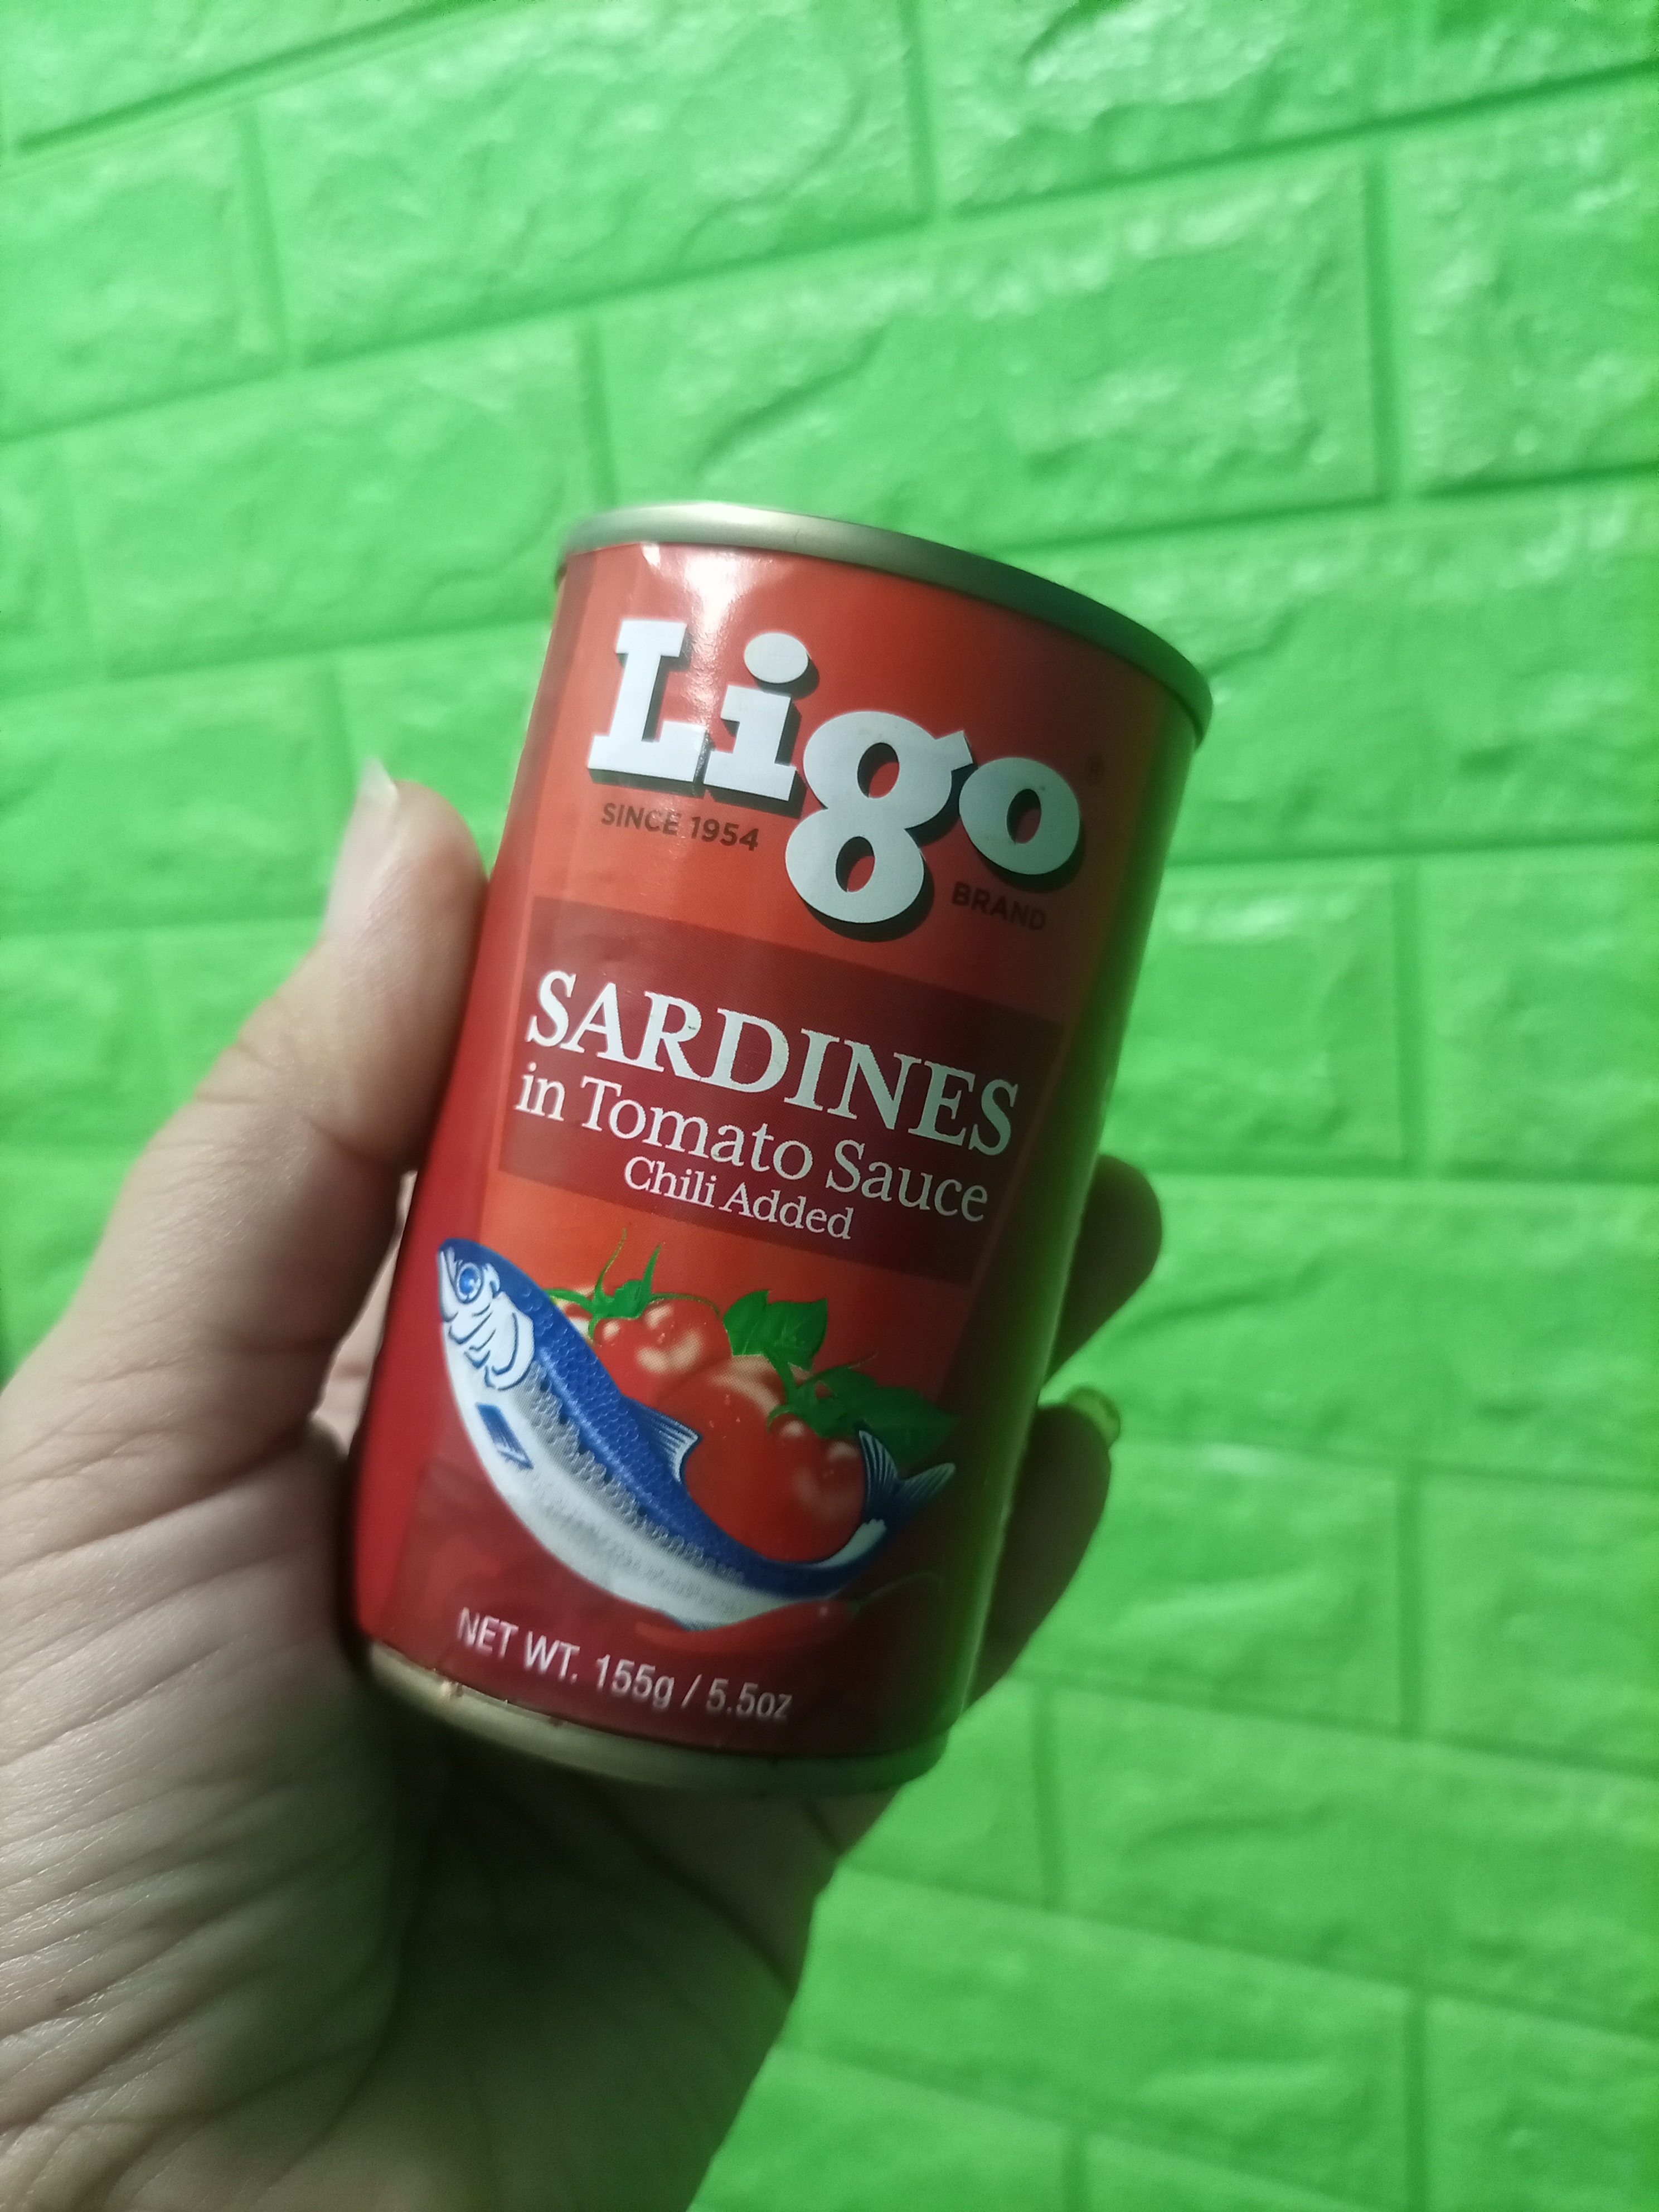 Ligo®
SINCE 1954
BRAND
SARDINES
in Tomato Sauce
Chili Added
NET WT. 155g / 5.5oz